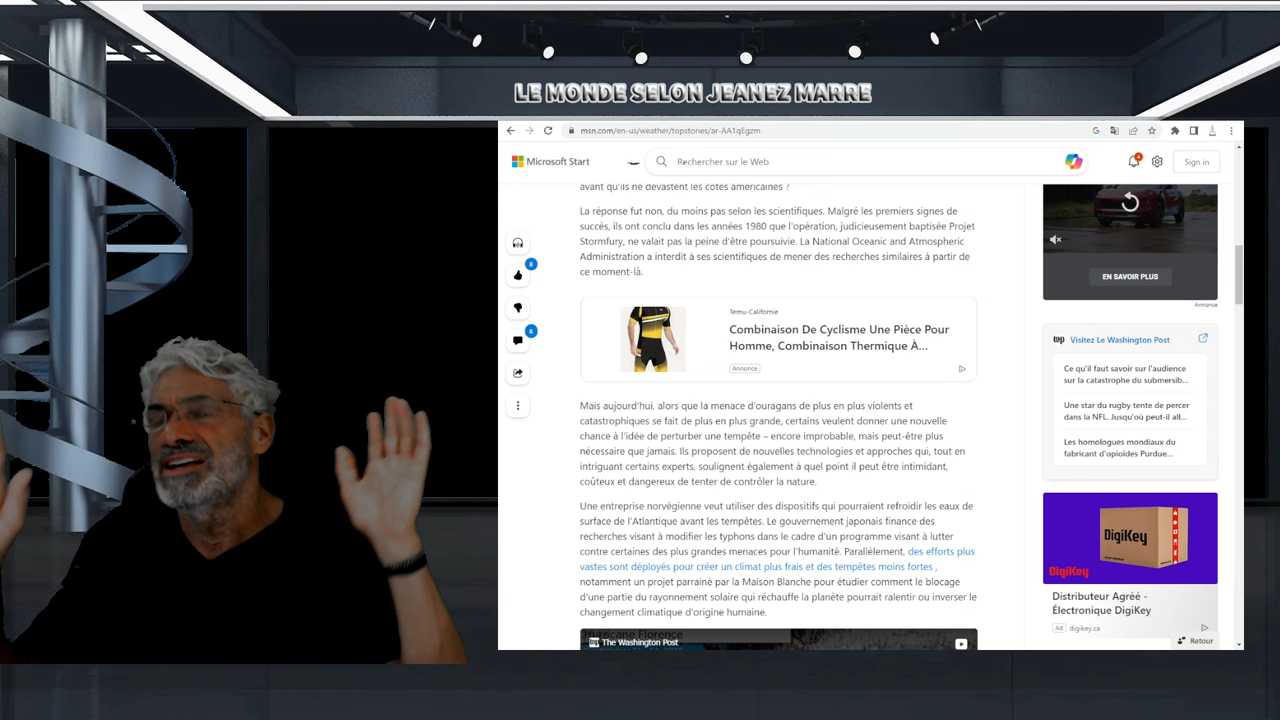 LE MONDE SELON JEANEZ MARRE
msn.com/en-us/weather/topstories/ar-AA1qEgzm
Microsoft Start
Rechercher sur le Web
4
Sign in
avant qu'ils ne dévastent les côtes américaines ?
La réponse fut non, du moins pas selon les scientifiques. Malgré les premiers signes de
succès, ils ont conclu dans les années 1980 que l'opération, judicieusement baptisée Projet
Stormfury, ne valait pas la peine d'être poursuivie. La National Oceanic and Atmospheric
Administration a interdit à ses scientifiques de mener des recherches similaires à partir de
ce moment-là.
8
8
Temu-Californie
Combinaison De Cyclisme Une Pièce Pour
Homme, Combinaison Thermique À...
Annonce
Mais aujourd'hui, alors que la menace d'ouragans de plus en plus violents et
catastrophiques se fait de plus en plus grande, certains veulent donner une nouvelle
chance à l'idée de perturber une tempête – encore improbable, mais peut-être plus
nécessaire que jamais. Ils proposent de nouvelles technologies et approches qui, tout en
intriguant certains experts, soulignent également à quel point il peut être intimidant,
coûteux et dangereux de tenter de contrôler la nature.
Une entreprise norvégienne veut utiliser des dispositifs qui pourraient refroidir les eaux de
surface de l'Atlantique avant les tempêtes. Le gouvernement japonais finance des
recherches visant à modifier les typhons dans le cadre d'un programme visant à lutter
contre certaines des plus grandes menaces pour l'humanité. Parallèlement, des efforts plus
vastes sont déployés pour créer un climat plus frais et des tempêtes moins fortes ,
notamment un projet parrainé par la Maison Blanche pour étudier comment le blocage
d'une partie du rayonnement solaire qui réchauffe la planète pourrait ralentir ou inverser le
changement climatique d'origine humaine.
Hurricane Florence
wp The Washington Post
EN SAVOIR PLUS
Annonce
wp Visitez Le Washington Post
Ce qu'il faut savoir sur l'audience
sur la catastrophe du submersib...
Une star du rugby tente de percer
dans la NFL. Jusqu'où peut-il all...
Les homologues mondiaux du
fabricant d'opioïdes Purdue...
DigiKey
DigiKey
Distributeur Agréé -
Électronique DigiKey
Ad digikey.ca
Retour